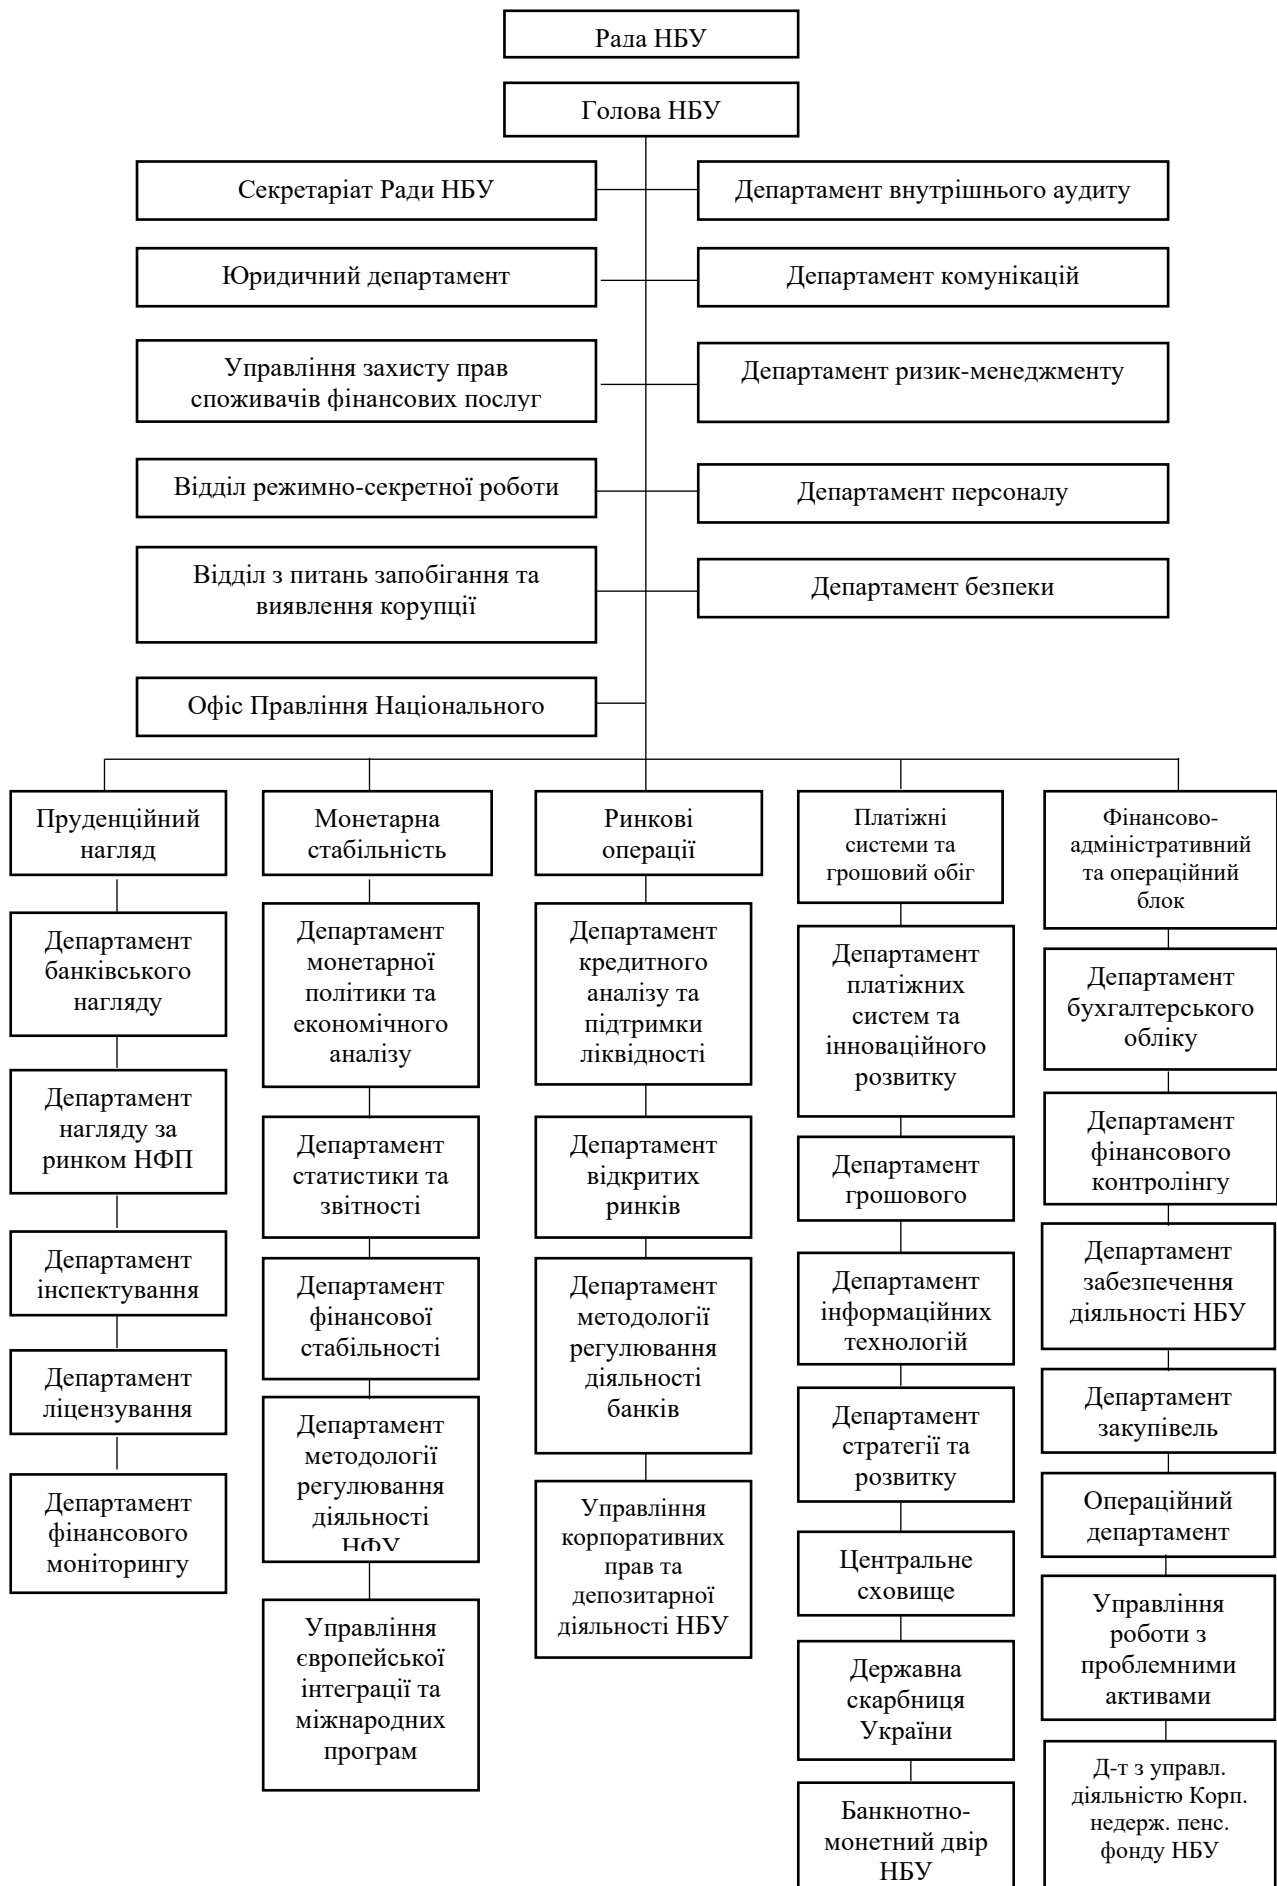 Рада НБУ
Голова НБУ
Секретаріат Ради НБУ
Департамент внутрішнього аудиту
Юридичний департамент
Департамент комунікацій
Управління захисту прав
споживачів фінансових послуг
Департамент ризик-менеджменту
Відділ режимно-секретної роботи
Департамент персоналу
Відділ з питань запобігання та
виявлення корупції
Департамент безпеки
Офіс Правління Національного
Пруденційний
нагляд
Департамент
банківського
нагляду
Департамент
нагляду за
ринком НФП
Департамент
інспектування
Департамент
ліцензування
Департамент
фінансового
моніторингу
Монетарна
стабільність
Департамент
монетарної
політики та
економічного
аналізу
Департамент
статистики та
звітності
Департамент
фінансової
стабільності
Департамент
методології
регулювання
діяльності
НФУ
Управління
європейської
інтеграції та
міжнародних
програм
Ринкові
операції
Департамент
кредитного
аналізу та
підтримки
ліквідності
Департамент
відкритих
ринків
Департамент
методології
регулювання
діяльності
банків
Управління
корпоративних
прав та
депозитарної
діяльності НБУ
Платіжні
системи та
грошовий обіг
Департамент
платіжних
систем та
інноваційного
розвитку
Департамент
грошового
Департамент
інформаційних
технологій
Департамент
стратегії та
розвитку
Центральне
сховище
Державна
скарбниця
України
Банкнотно-
монетний двір
НБУ
Фінансово-
адміністративний
та операційний
блок
Департамент
бухгалтерського
обліку
Департамент
фінансового
контролінгу
Департамент
забезпечення
діяльності НБУ
Департамент
закупівель
Операційний
департамент
Управління
роботи з
проблемними
активами
Д-т з управл.
діяльністю Корп.
недерж. пенс.
фонду НБУ